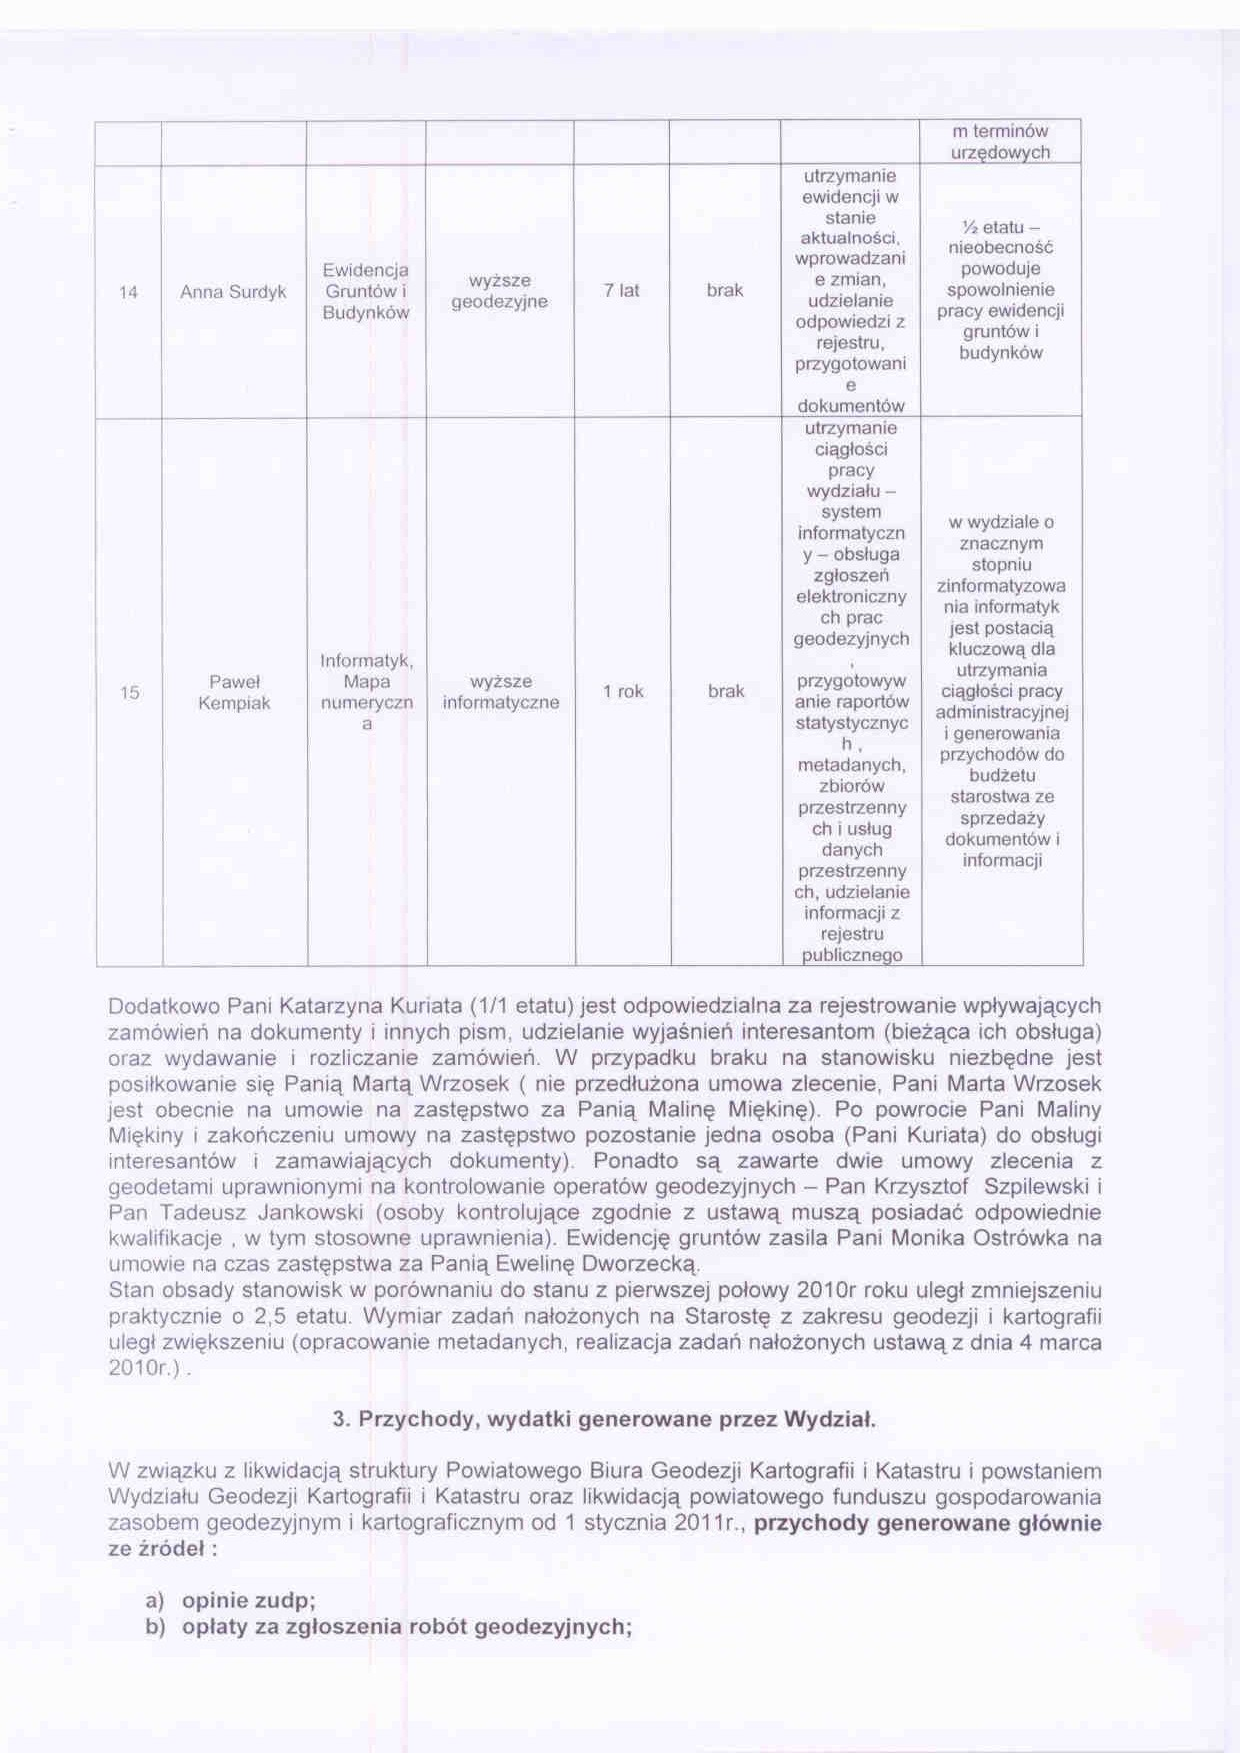 m terminów
urzędowych
14
Anna Surdyk
Ewidencja
Gruntów i
Budynków
wyższe
geodezyjne
7 lat
brak
utrzymanie
ewidencji w
stanie
aktualności,
wprowadzani
e zmian,
udzielanie
odpowiedzi z
rejestru,
przygotowani
e
dokumentów
½ etatu –
nieobecność
powoduje
spowolnienie
pracy ewidencji
gruntów i
budynków
15
Paweł
Kempiak
Informatyk,
Mapa
numeryczn
a
wyższe
informatyczne
1 rok
brak
utrzymanie
ciągłości
pracy
wydziału –
system
informatyczn
y – obsługa
zgłoszeń
elektroniczny
ch prac
geodezyjnych
,
przygotowyw
anie raportów
statystycznyc
h ,
metadanych,
zbiorów
przestrzenny
ch i usług
danych
przestrzenny
ch, udzielanie
informacji z
rejestru
publicznego
w wydziale o
znacznym
stopniu
zinformatyzowa
nia informatyk
jest postacią
kluczową dla
utrzymania
ciągłości pracy
administracyjnej
i generowania
przychodów do
budżetu
starostwa ze
sprzedaży
dokumentów i
informacji
Dodatkowo Pani Katarzyna Kuriata (1/1 etatu) jest odpowiedzialna za rejestrowanie wpływających
zamówień na dokumenty i innych pism, udzielanie wyjaśnień interesantom (bieżąca ich obsługa)
oraz wydawanie i rozliczanie zamówień. W przypadku braku na stanowisku niezbędne jest
posiłkowanie się Panią Martą Wrzosek ( nie przedłużona umowa zlecenie, Pani Marta Wrzosek
jest obecnie na umowie na zastępstwo za Panią Malinę Miękinę). Po powrocie Pani Maliny
Miękiny i zakończeniu umowy na zastępstwo pozostanie jedna osoba (Pani Kuriata) do obsługi
interesantów i zamawiających dokumenty). Ponadto są zawarte dwie umowy zlecenia z
geodetami uprawnionymi na kontrolowanie operatów geodezyjnych – Pan Krzysztof Szpilewski i
Pan Tadeusz Jankowski (osoby kontrolujące zgodnie z ustawą muszą posiadać odpowiednie
kwalifikacje , w tym stosowne uprawnienia). Ewidencję gruntów zasila Pani Monika Ostrówka na
umowie na czas zastępstwa za Panią Ewelinę Dworzecką.
Stan obsady stanowisk w porównaniu do stanu z pierwszej połowy 2010r roku uległ zmniejszeniu
praktycznie o 2,5 etatu. Wymiar zadań nałożonych na Starostę z zakresu geodezji i kartografii
uległ zwiększeniu (opracowanie metadanych, realizacja zadań nałożonych ustawą z dnia 4 marca
2010r.) .
3. Przychody, wydatki generowane przez Wydział.
W związku z likwidacją struktury Powiatowego Biura Geodezji Kartografii i Katastru i powstaniem
Wydziału Geodezji Kartografii i Katastru oraz likwidacją powiatowego funduszu gospodarowania
zasobem geodezyjnym i kartograficznym od 1 stycznia 2011r., przychody generowane głównie
ze źródeł :
a) opinie zudp;
b) opłaty za zgłoszenia robót geodezyjnych;